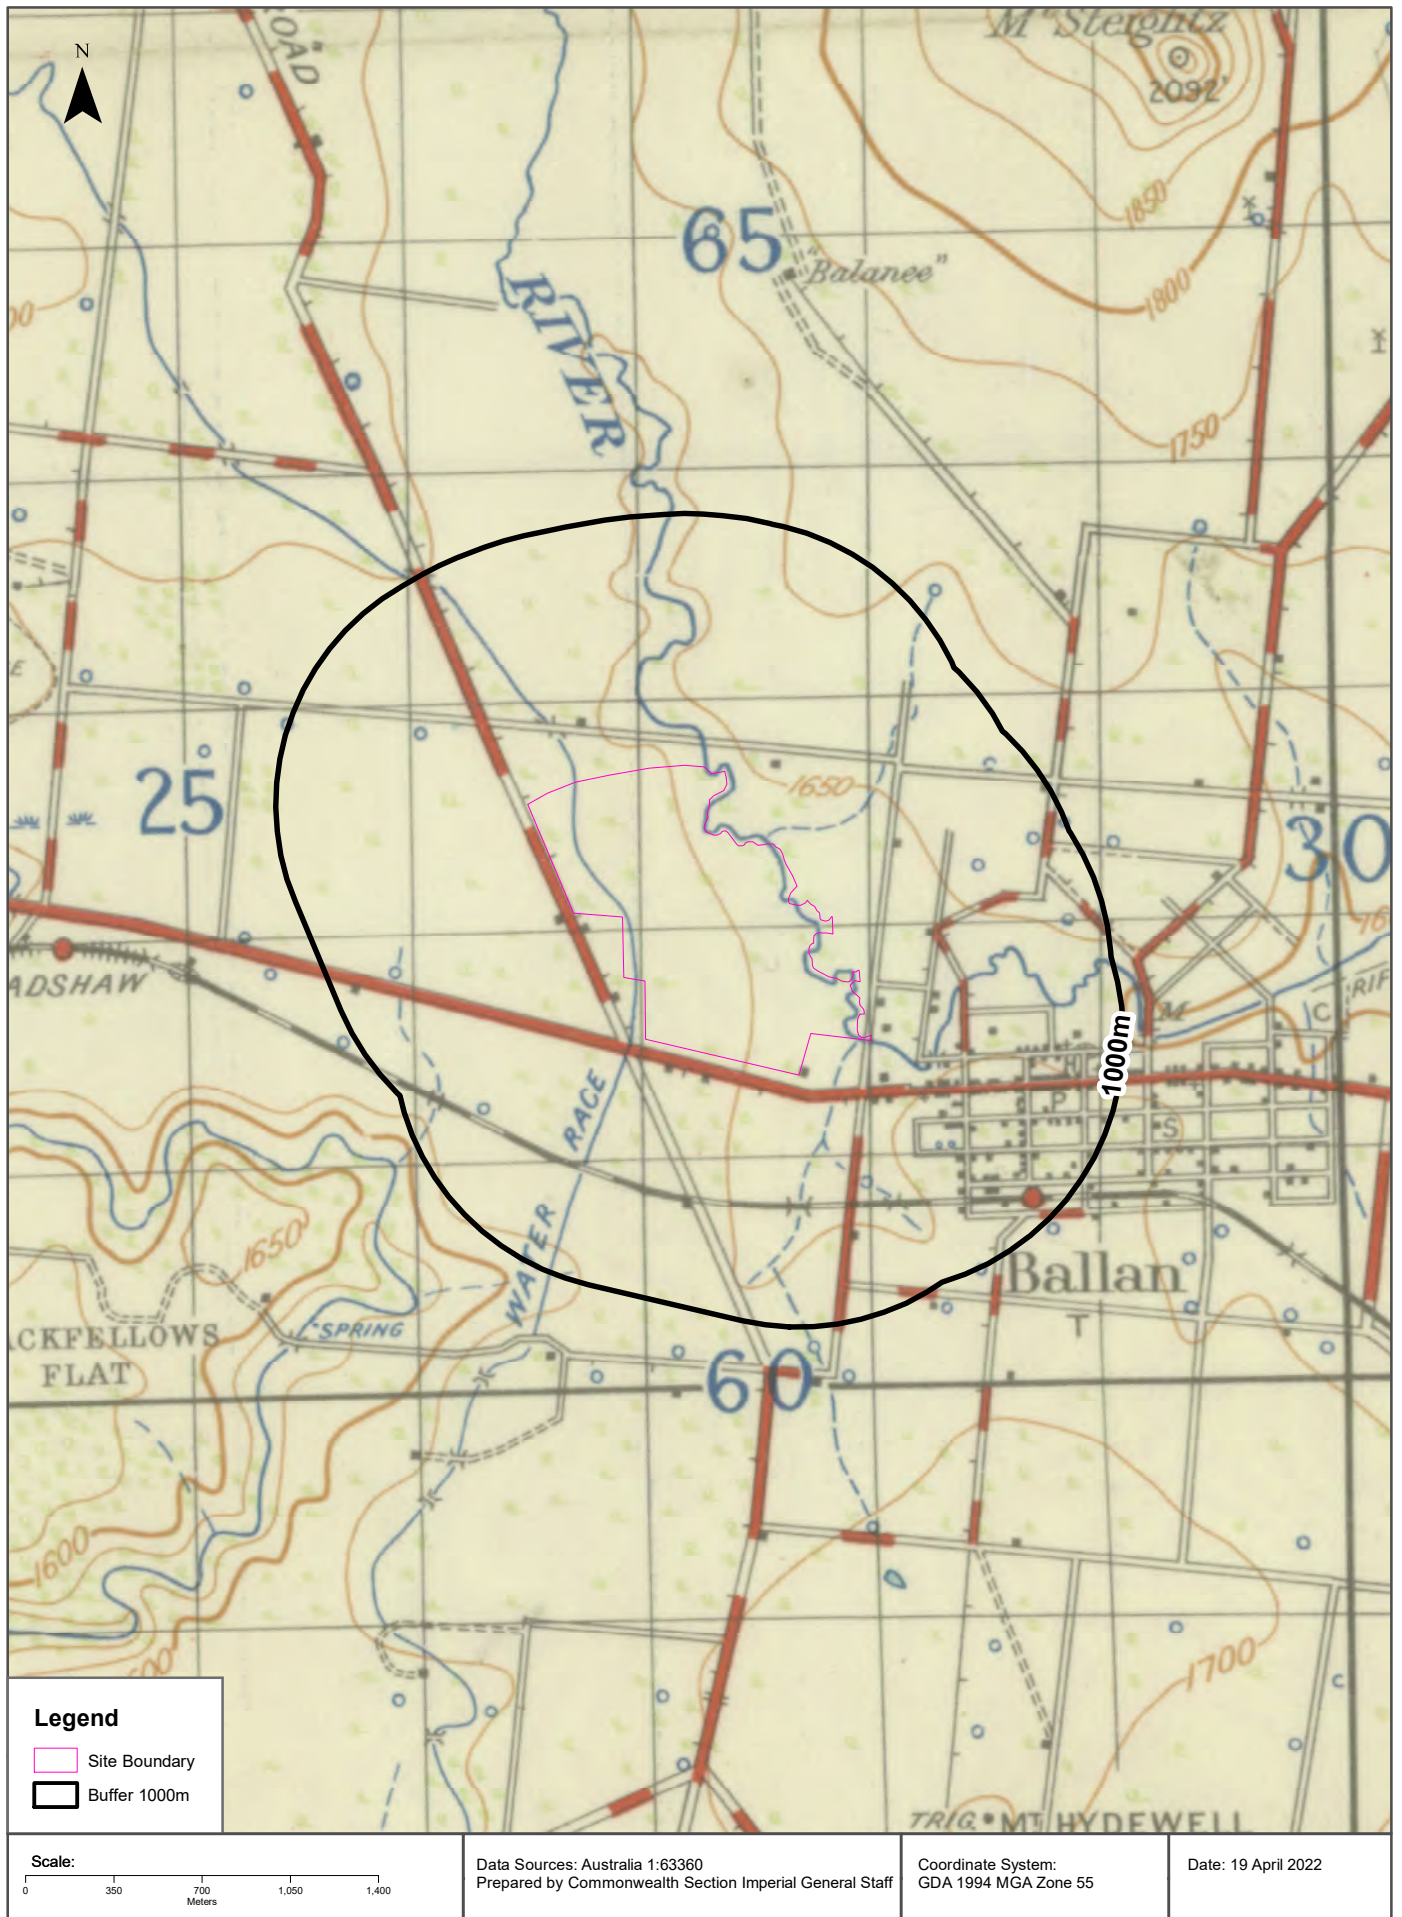 N
ROAD"
Mt Steiglitz
2092'
1850
65
"Balanee"
1800
RIVER
1750
1650
25
30
ADSHAW
M
C
RIF
1000m
P
S
WATER RACE
1650
Ballan
"SPRING
T
ACKFELLOWS
FLAT
60
1600
1700
TRIG. MT HYDEWELL
Legend
Site Boundary
Buffer 1000m
Scale:
0 350 700 1,050 1,400
Meters
Data Sources: Australia 1:63360
Prepared by Commonwealth Section Imperial General Staff
Coordinate System:
GDA 1994 MGA Zone 55
Date: 19 April 2022